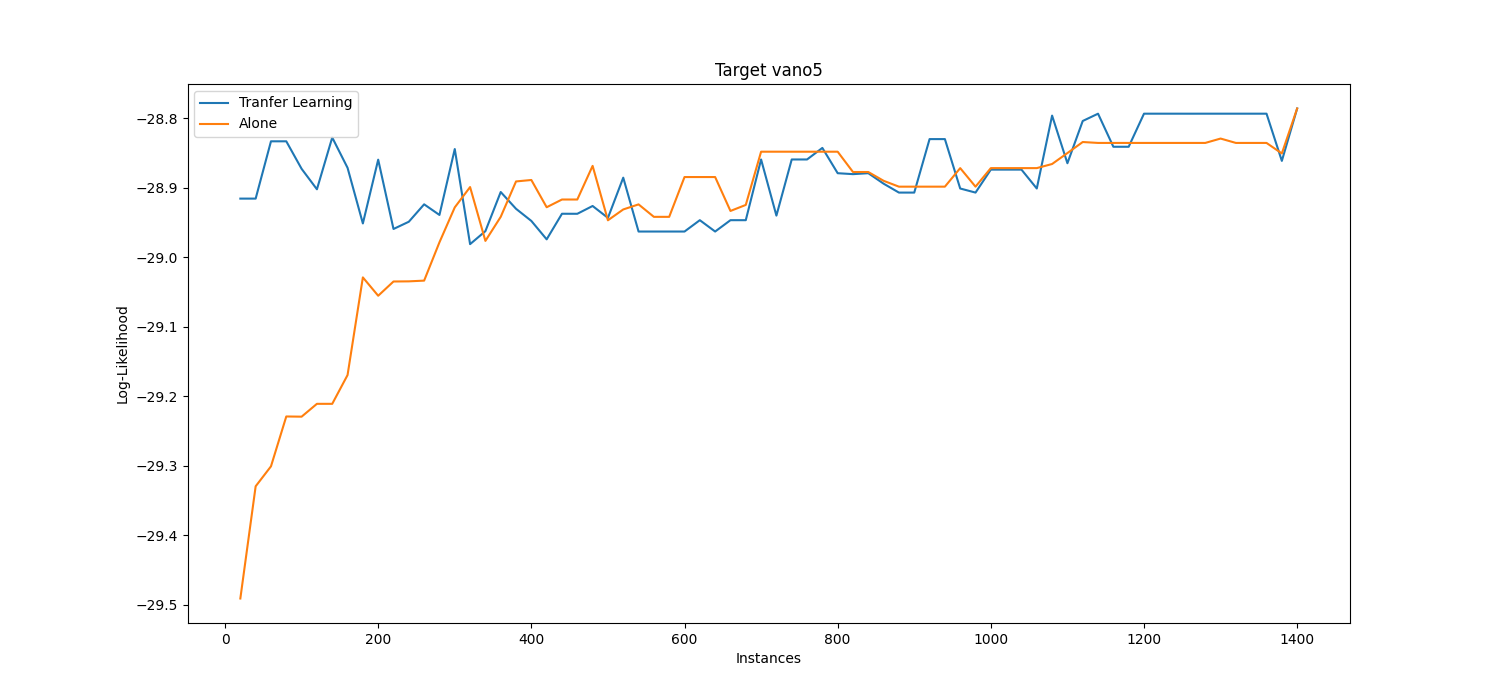 Target vano5
Tranfer Learning
Alone
Log-Likelihood
−28.8
−28.9
−29.0
−29.1
−29.2
−29.3
−29.4
−29.5
0 200 400 600 800 1000 1200 1400
Instances